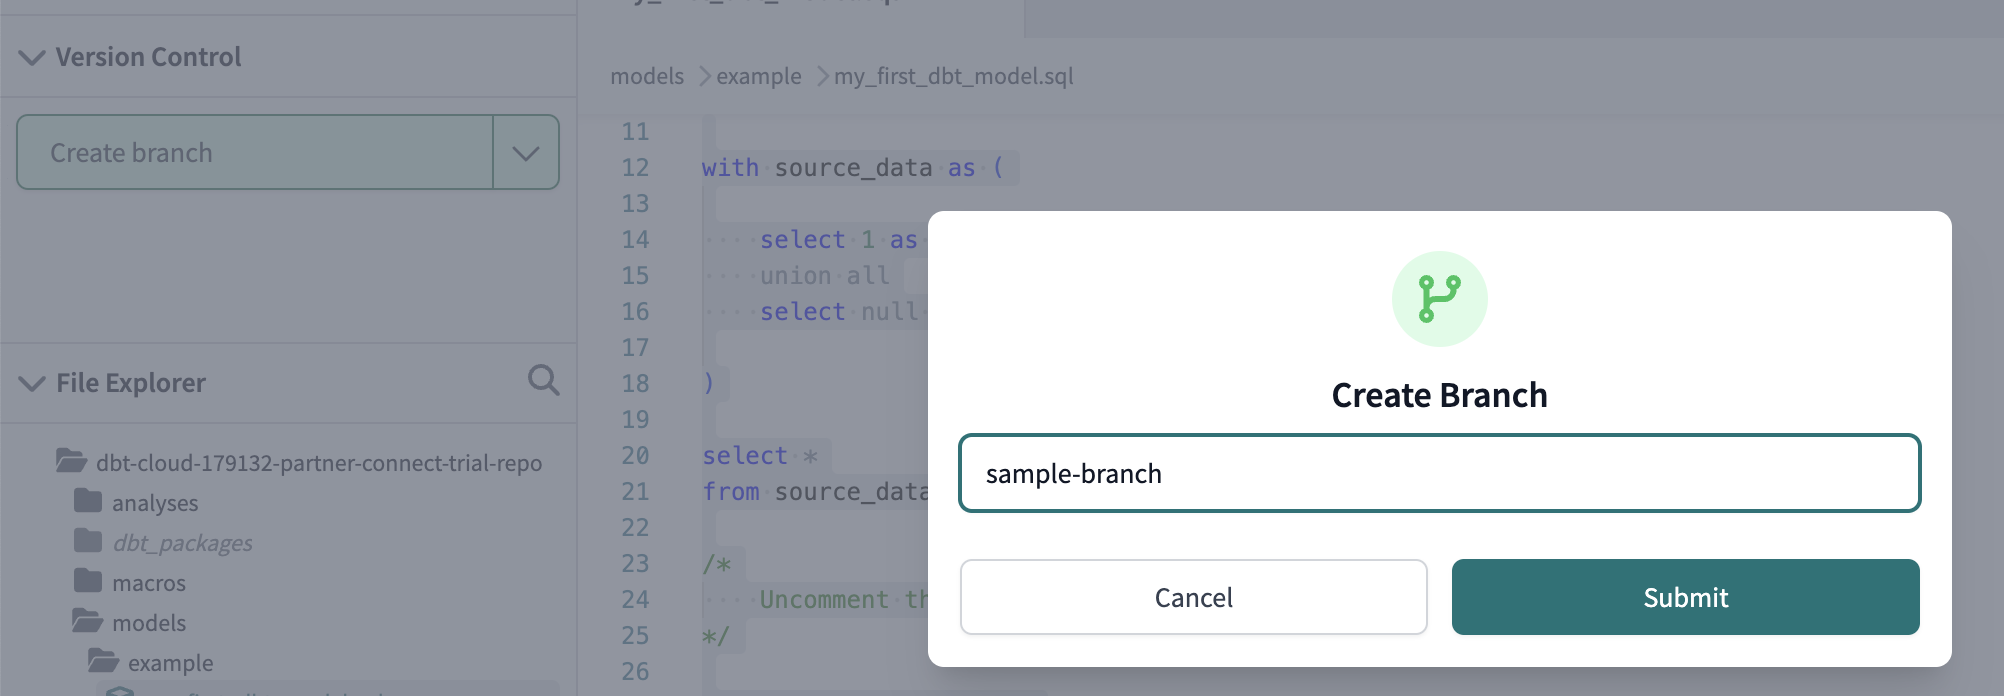 Version Control
Create branch
File Explorer
dbt-cloud-179132-partner-connect-trial-repo
analyses
dbt_packages
macros
models
example
models > example > my_first_dbt_model.sql
11
12 with source_data as (
13
14 select 1 as
15 union all
16 select null
17
18 )
19
20 select *
21 from source_data
22
23 /*
24 Uncomment
25 */
26
Create Branch
sample-branch
Cancel
Submit